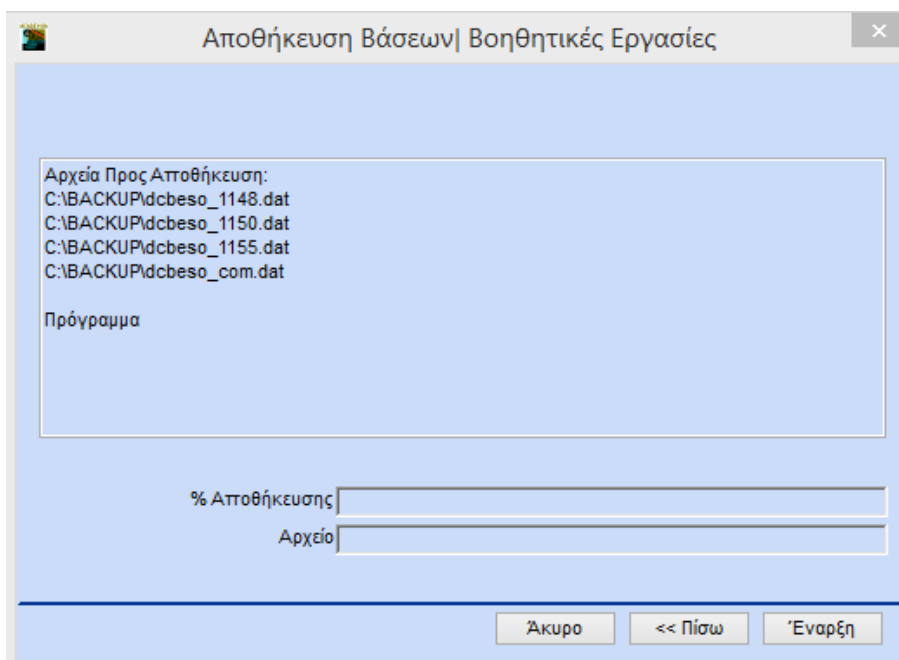 Αποθήκευση Βάσεων| Βοηθητικές Εργασίες
Αρχεία Προς Αποθήκευση:
C:\BACKUP\dcbeso_1148.dat
C:\BACKUP\dcbeso_1150.dat
C:\BACKUP\dcbeso_1155.dat
C:\BACKUP\dcbeso_com.dat
Πρόγραμμα
% Αποθήκευσης
Αρχείο
Άκυρο
<< Πίσω
Έναρξη